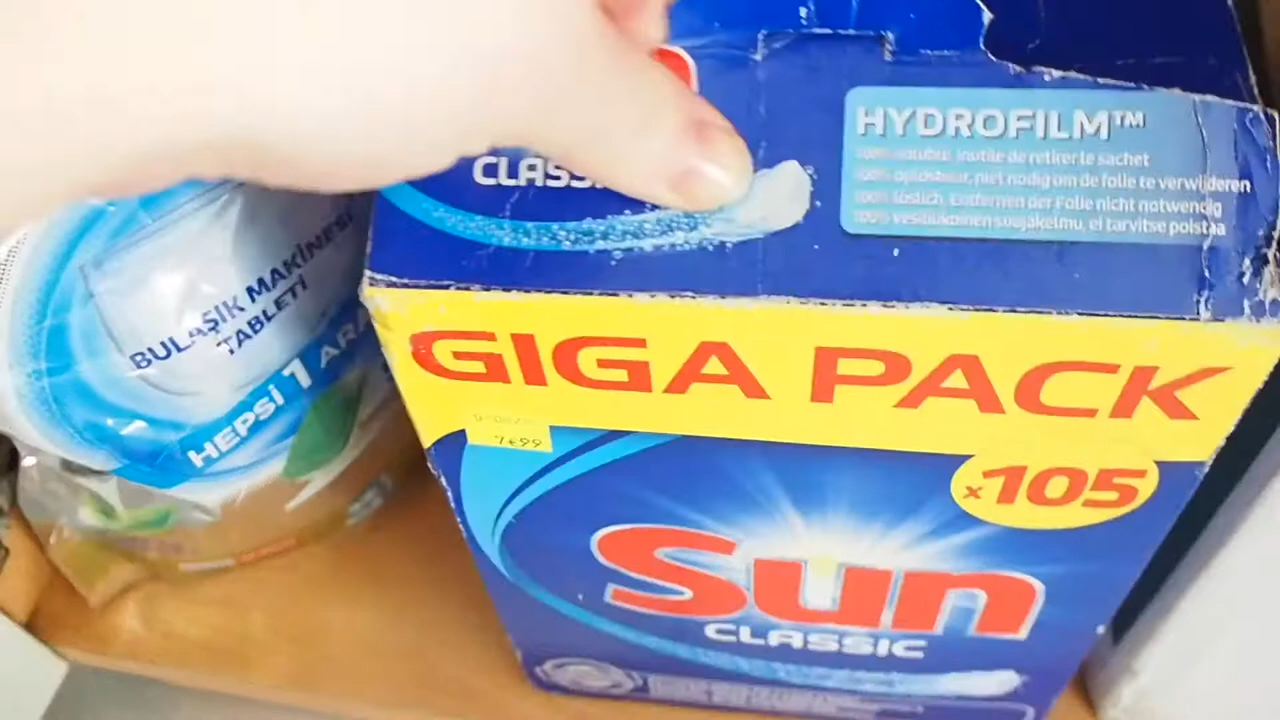 HYDROFILM™
100% soluble, inutile de retirer le sachet
100% oplosbaar, niet nodig om de folie te verwijderen
100% löslich. Entfernen der Folie nicht notwendig
100% vesiliukoinen suojakelmu, ei tarvitse poistaa
CLASSI
BULAŞIK MAKİNESİ
TABLETİ
HEPSİ 1 ARA
GIGA PACK
7€99
x105
Sun
CLASSIC